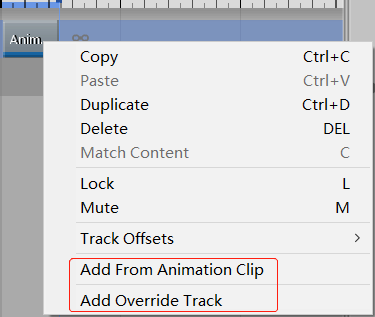 Anim
Copy Ctrl+C
Paste Ctrl+V
Duplicate Ctrl+D
Delete DEL
Match Content C
Lock L
Mute M
Track Offsets >
Add From Animation Clip
Add Override Track